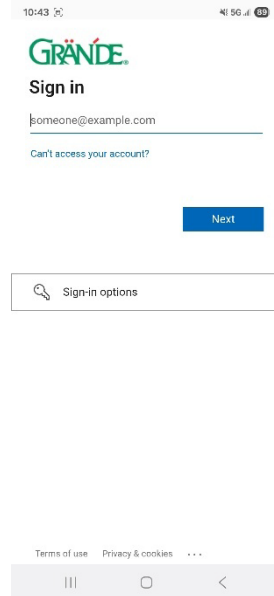 10:43 5G 89
GRÄNDÉ®
Sign in
someone@example.com
Can't access your account?
Next
Sign-in options
Terms of use Privacy & cookies ...